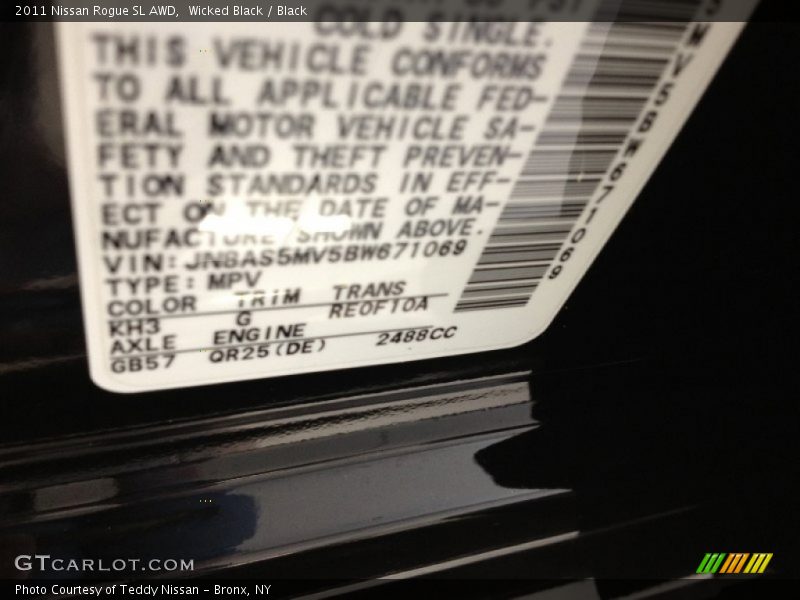 2011 Nissan Rogue SL AWD,  Wicked Black / Black
COLD SINGLE.
THIS VEHICLE CONFORMS
TO ALL APPLICABLE FED-
ERAL MOTOR VEHICLE SA-
FETY AND THEFT PREVEN-
TION STANDARDS IN EFF-
ECT ON THE DATE OF MA-
NUFACTURE SHOWN ABOVE.
VIN: JN8AS5MV5BW671069
TYPE: MPV
COLOR TRIM TRANS
KH3 G RE0F10A
AXLE ENGINE
GB57 QR25(DE) 2488CC
GTCARLOT.COM
Photo Courtesy of Teddy Nissan – Bronx, NY